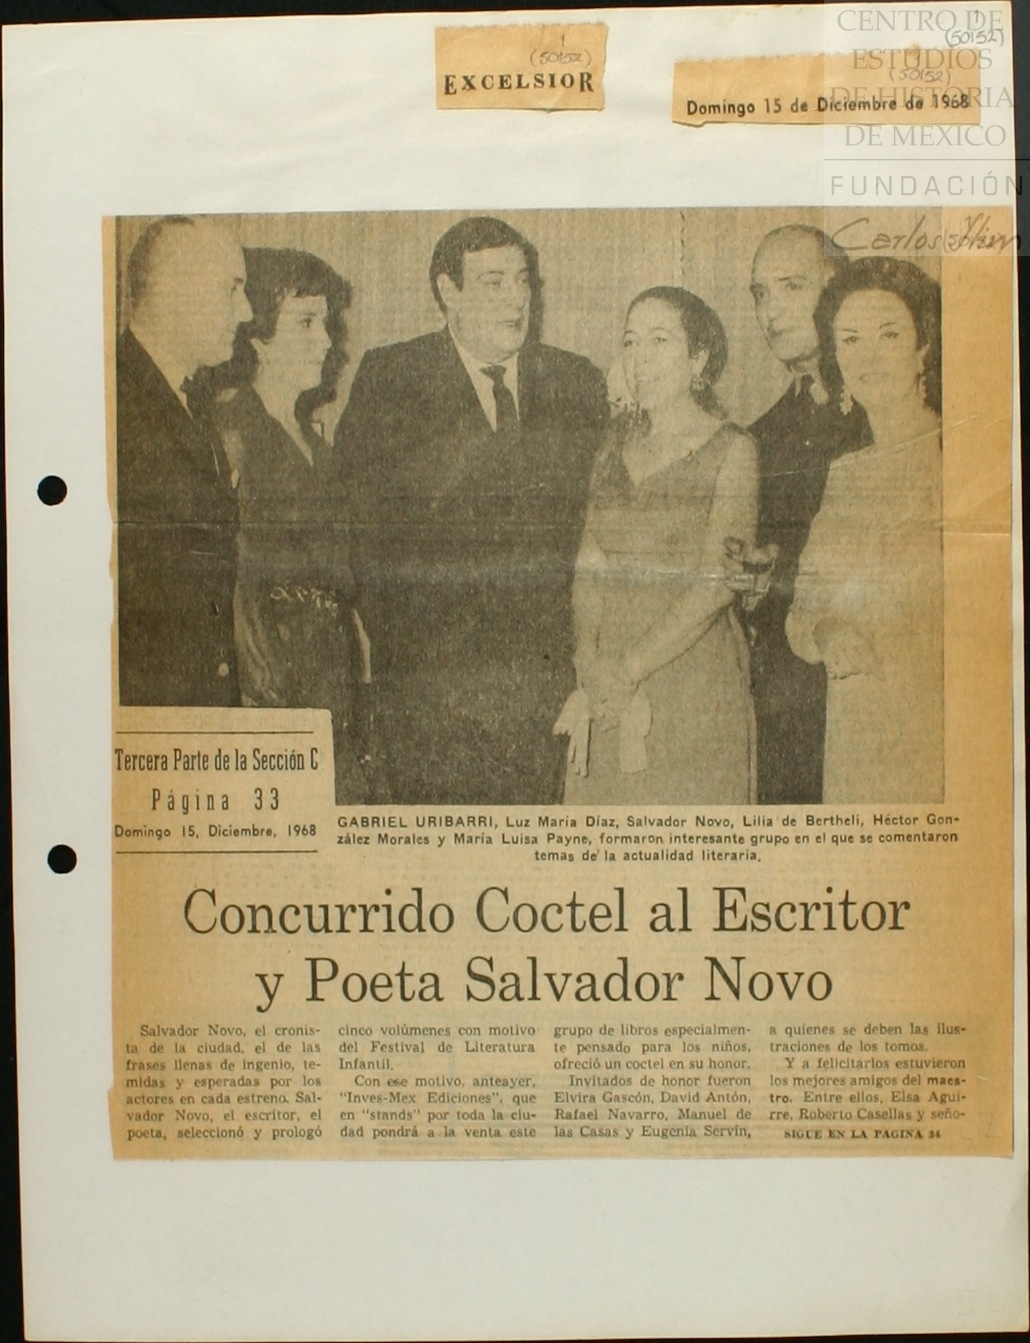 1
(50152)
EXCELSIOR
(50152)
Domingo 15 de Diciembre de 1968
1
(50152)
CENTRO DE
ESTUDIOS
DE HISTORIA
DE MEXICO
FUNDACIÓN
Carlos Slim
Tercera Parte de la Sección C
Página 33
Domingo 15, Diciembre, 1968
GABRIEL URIBARRI, Luz María Díaz, Salvador Novo, Lilia de Bertheli, Héctor Gon-
zález Morales y María Luisa Payne, formaron interesante grupo en el que se comentaron
temas de la actualidad literaria.
Concurrido Coctel al Escritor
y Poeta Salvador Novo
Salvador Novo, el cronis-
ta de la ciudad, el de las
frases llenas de ingenio, te-
midas y esperadas por los
actores en cada estreno. Sal-
vador Novo, el escritor, el
poeta, seleccionó y prologó
cinco volúmenes con motivo
del Festival de Literatura
Infantil.
Con ese motivo, anteayer,
"Inves-Mex Ediciones", que
en "stands" por toda la ciu-
dad pondrá a la venta este
grupo de libros especialmen-
te pensado para los niños,
ofreció un coctel en su honor.
Invitados de honor fueron
Elvira Gascón, David Antón,
Rafael Navarro, Manuel de
las Casas y Eugenia Servín,
a quienes se deben las ilus-
traciones de los tomos.
Y a felicitarlos estuvieron
los mejores amigos del maes-
tro. Entre ellos, Elsa Agui-
rre, Roberto Casellas y seño-
SIGUE EN LA PAGINA 34